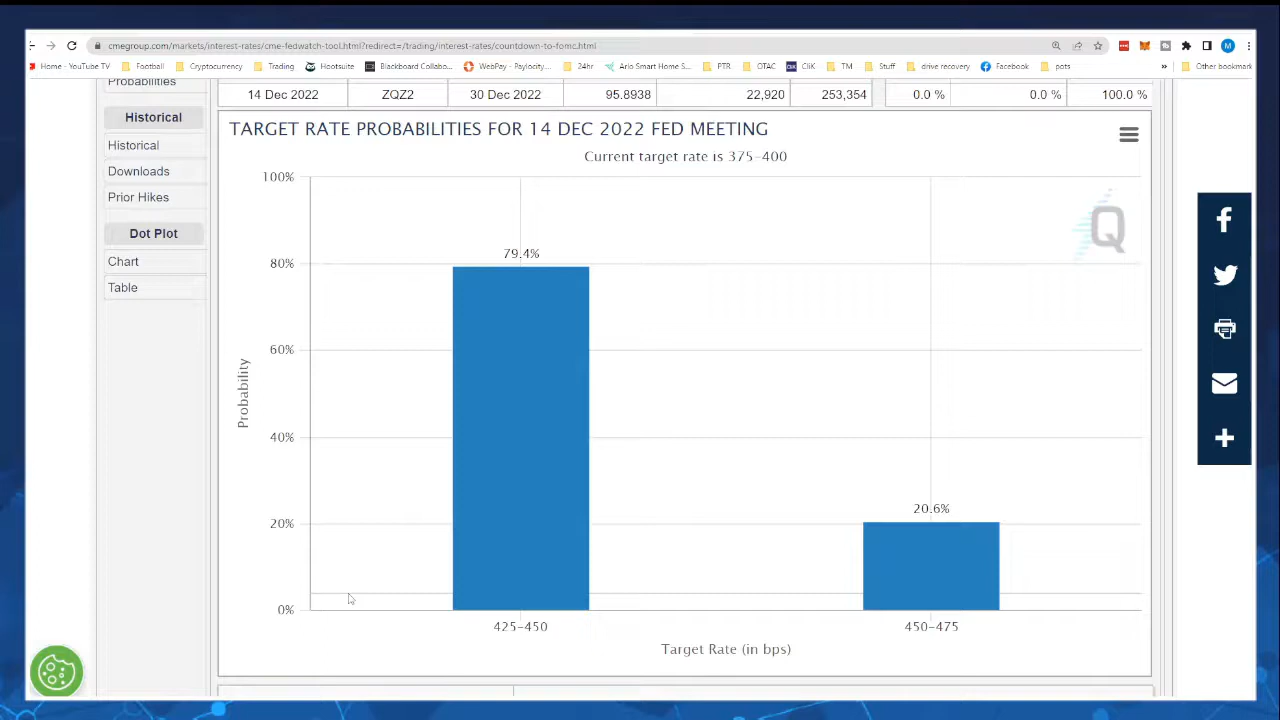 cmegroup.com/markets/interest-rates/cme-fedwatch-tool.html?redirect=/trading/interest-rates/countdown-to-fomc.html
Home - YouTube TV Football Cryptocurrency Trading Hootsuite Blackboard Collabo... WebPay - Paylocity... 24hr Arlo Smart Home S... PTR OTAC Clik TM Stuff drive recovery Facebook pots » Other bookmark
Probabilities
14 Dec 2022 ZQZ2 30 Dec 2022 95.8938 22,920 253,354 0.0 % 0.0 % 100.0 %
Historical
Historical
Downloads
Prior Hikes
Dot Plot
Chart
Table
TARGET RATE PROBABILITIES FOR 14 DEC 2022 FED MEETING
Current target rate is 375-400
100%
80%
60%
40%
20%
0%
Probability
79.4%
20.6%
425-450
450-475
Target Rate (in bps)
Q
M